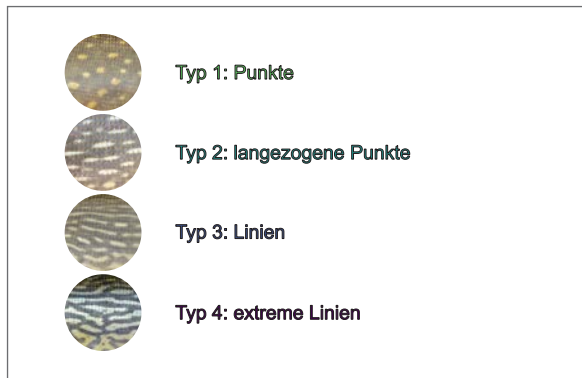 Typ 1: Punkte
Typ 2: langezogene Punkte
Typ 3: Linien
Typ 4: extreme Linien